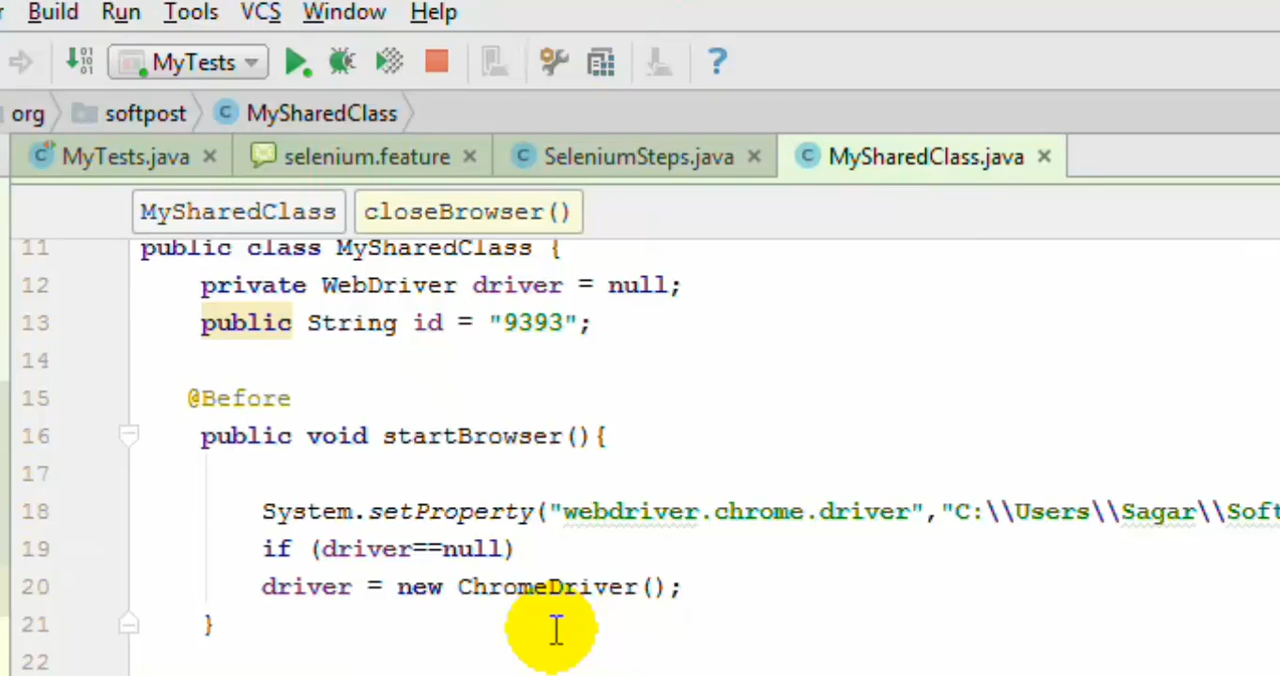 Build Run Tools VCS Window Help
MyTests
org softpost MySharedClass
MyTests.java selenium.feature SeleniumSteps.java MySharedClass.java
MySharedClass closeBrowser()
11 public class MySharedClass {
12 private WebDriver driver = null;
13 public String id = "9393";
14
15 @Before
16 public void startBrowser(){
17
18 System.setProperty("webdriver.chrome.driver","C:\\Users\\Sagar\\Soft
19 if (driver==null)
20 driver = new ChromeDriver();
21 }
22